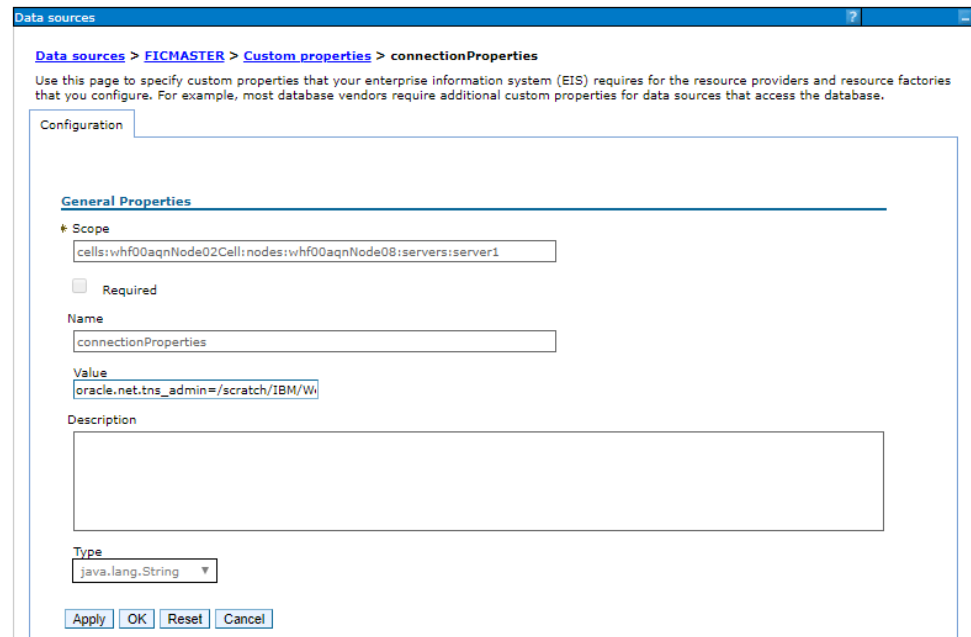 Data sources ?
Data sources > FICMASTER > Custom properties > connectionProperties
Use this page to specify custom properties that your enterprise information system (EIS) requires for the resource providers and resource factories
that you configure. For example, most database vendors require additional custom properties for data sources that access the database.
Configuration
General Properties
* Scope
cells:whf00aqnNode02Cell:nodes:whf00aqnNode08:servers:server1
Required
Name
connectionProperties
Value
oracle.net.tns_admin=/scratch/IBM/W
Description
Type
java.lang.String
Apply OK Reset Cancel